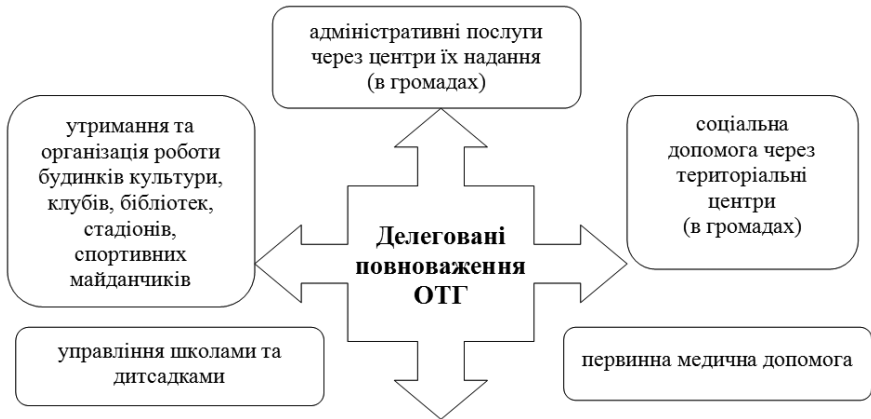 адміністративні послуги
через центри їх надання
(в громадах)
утримання та
організація роботи
будинків культури,
клубів, бібліотек,
стадіонів,
спортивних
майданчиків
соціальна
допомога через
територіальні
центри
(в громадах)
Делеговані
повноваження
ОТГ
управління школами та
дитсадками
первинна медична допомога